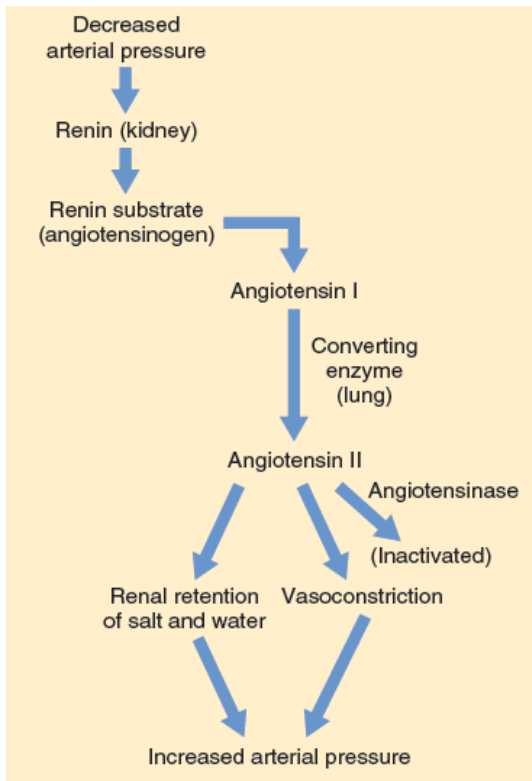 Decreased
arterial pressure
Renin (kidney)
Renin substrate
(angiotensinogen)
Angiotensin I
Converting
enzyme
(lung)
Angiotensin II
Angiotensinase
(Inactivated)
Renal retention
of salt and water
Vasoconstriction
Increased arterial pressure